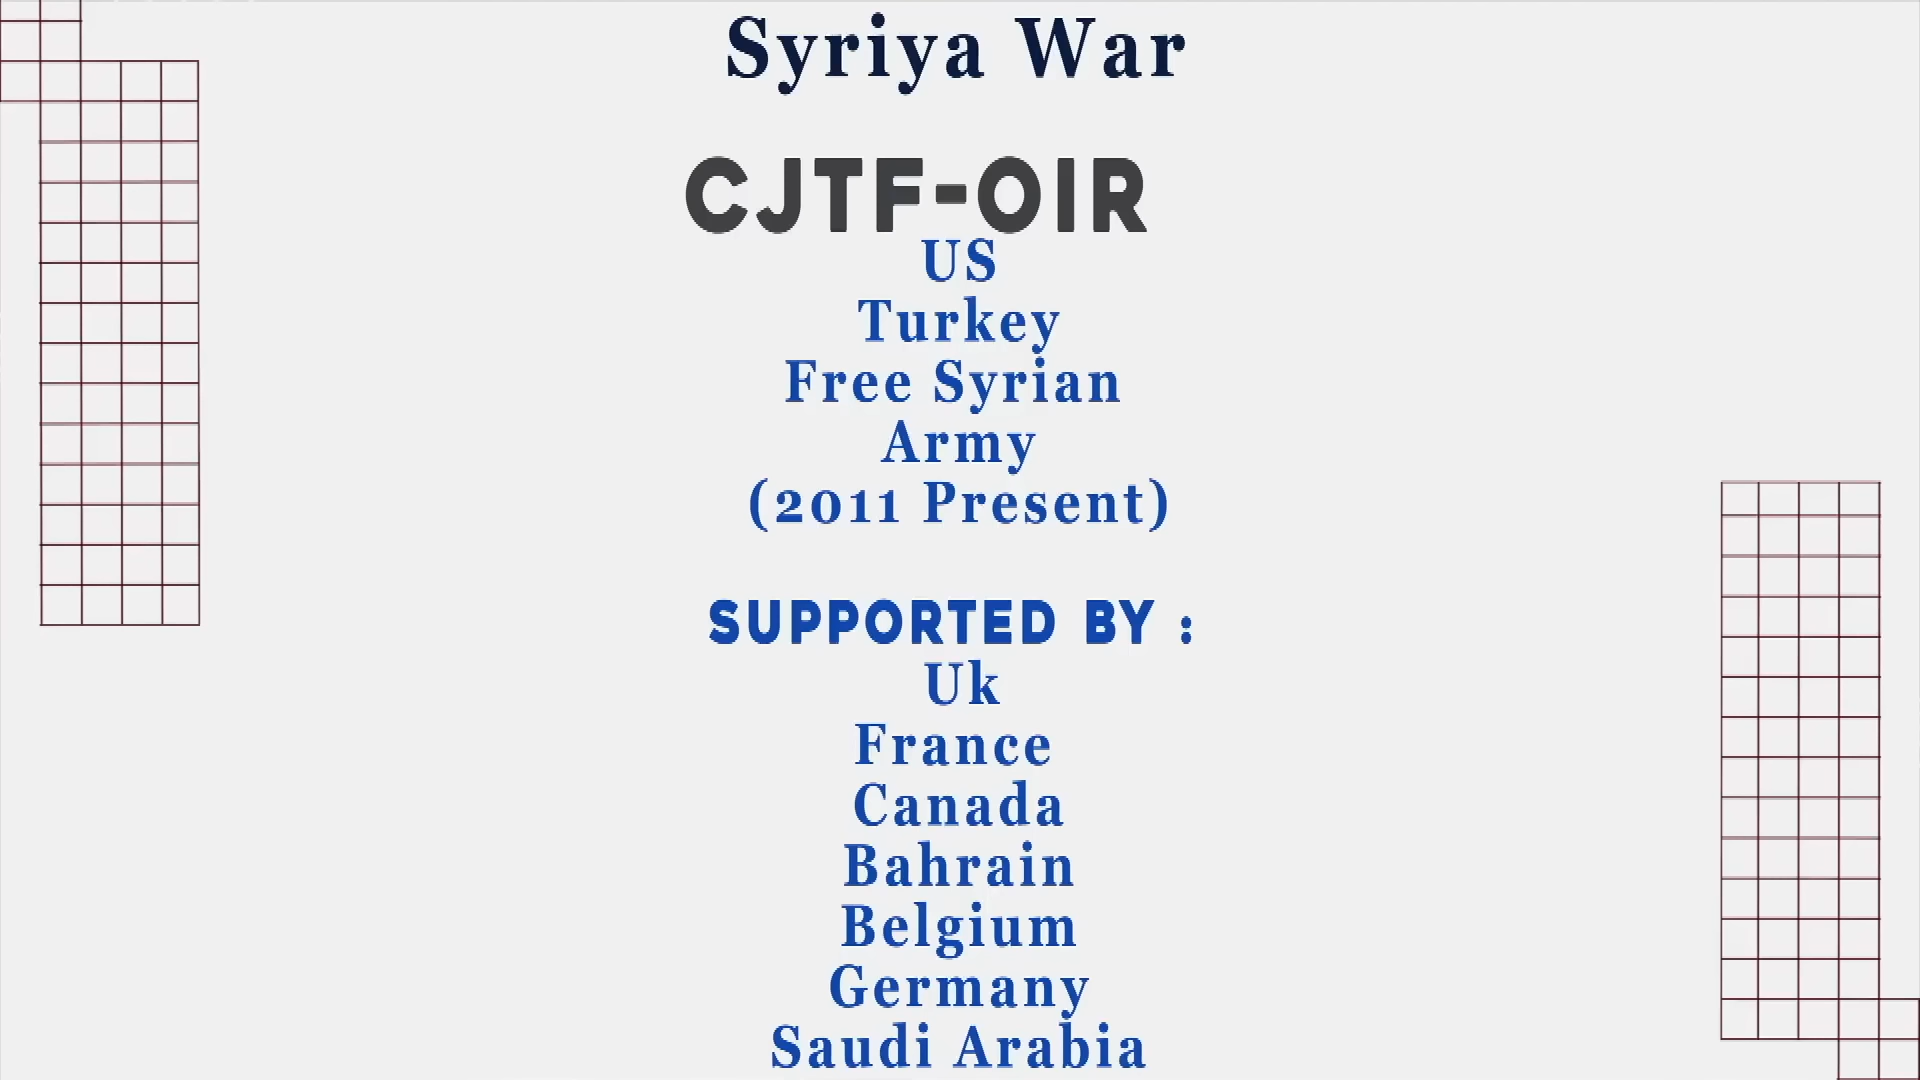 Syriya War
CJTF-OIR
US
Turkey
Free Syrian
Army
(2011 Present)
SUPPORTED BY :
Uk
France
Canada
Bahrain
Belgium
Germany
Saudi Arabia